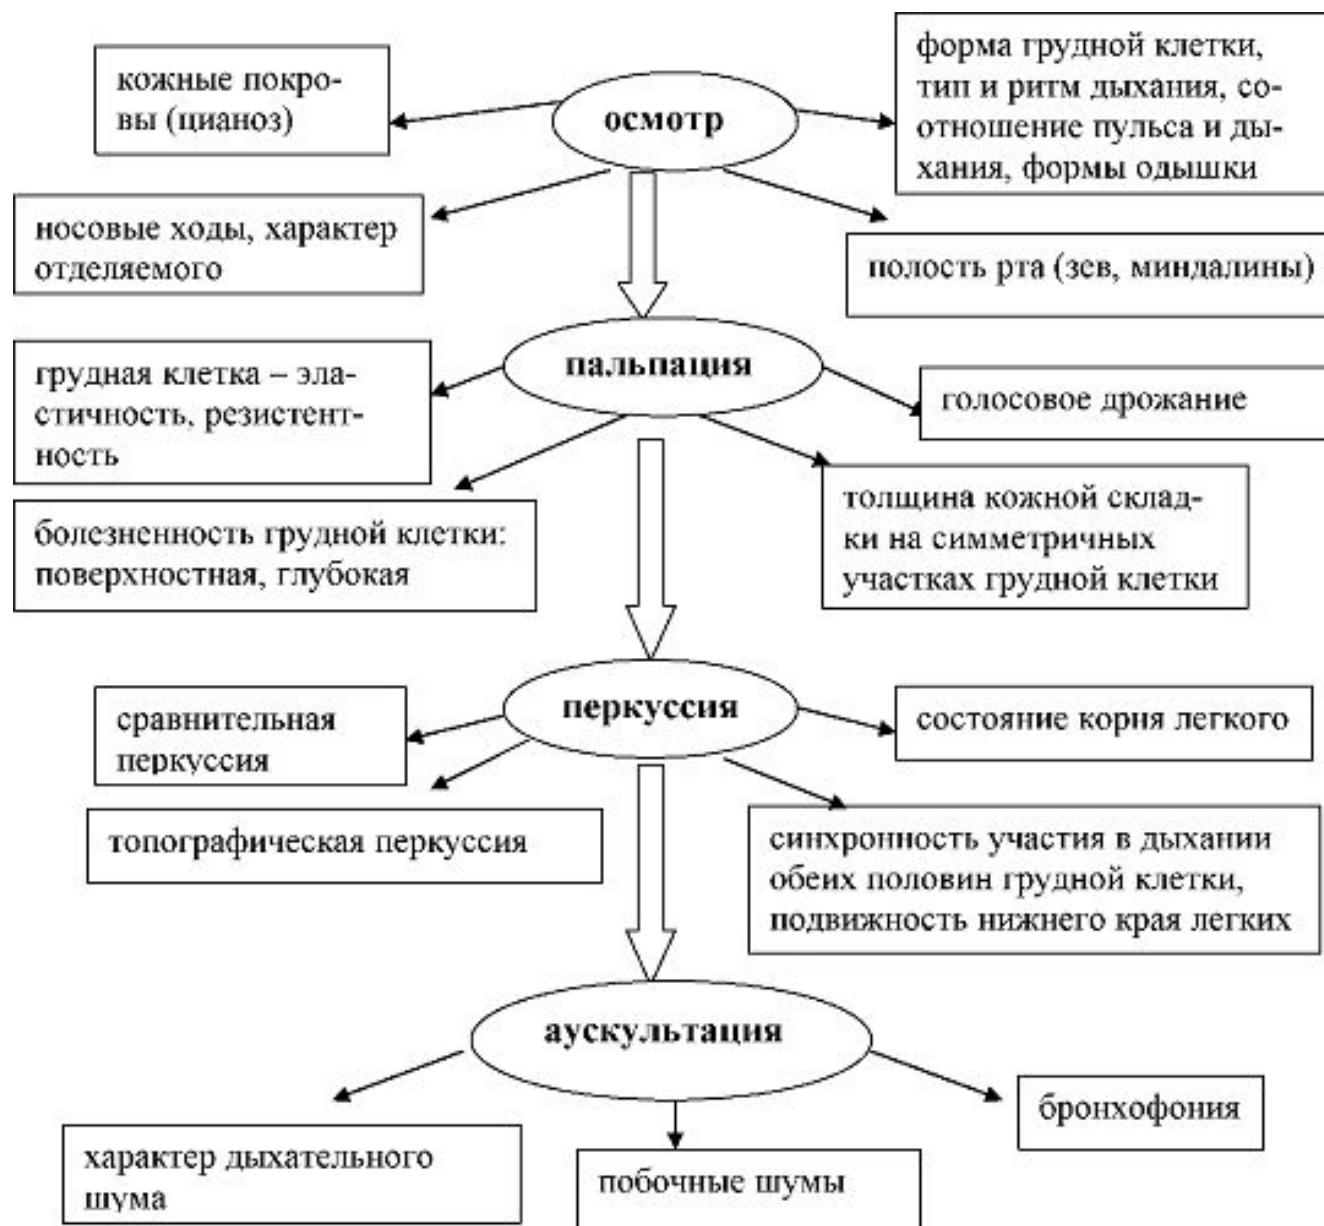 осмотр
кожные покро-
вы (цианоз)
форма грудной клетки,
тип и ритм дыхания, со-
отношение пульса и ды-
хания, формы одышки
носовые ходы, характер
отделяемого
полость рта (зев, миндалины)
пальпация
грудная клетка – эла-
стичность, резистент-
ность
голосовое дрожание
болезненность грудной клетки:
поверхностная, глубокая
толщина кожной склад-
ки на симметричных
участках грудной клетки
перкуссия
сравнительная
перкуссия
состояние корня легкого
топографическая перкуссия
синхронность участия в дыхании
обеих половин грудной клетки,
подвижность нижнего края легких
аускультация
характер дыхательного
шума
побочные шумы
бронхофония